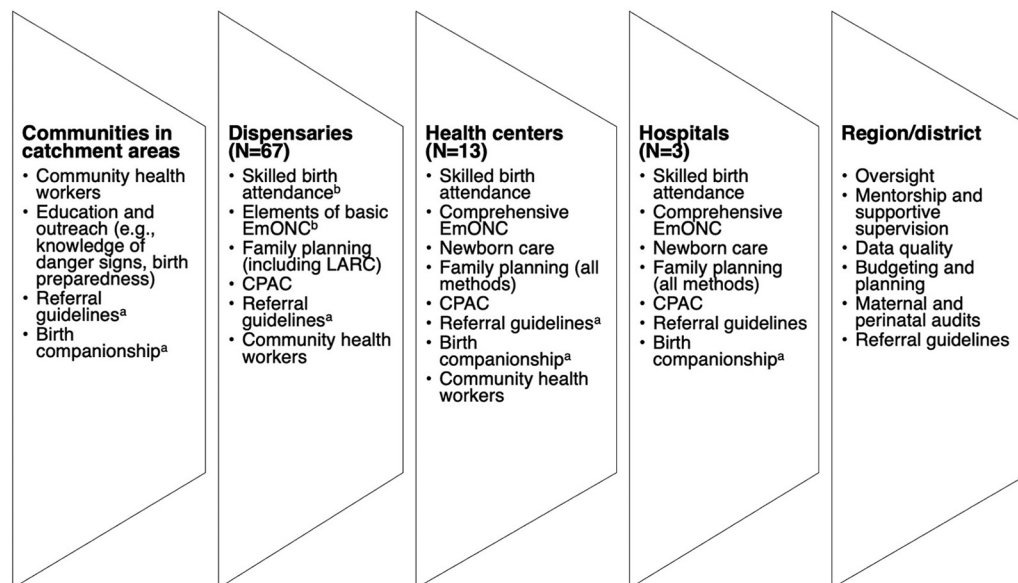 Communities in
catchment areas
• Community health
workers
• Education and
outreach (e.g.,
knowledge of
danger signs, birth
preparedness)
• Referral
guidelinesᵃ
• Birth
companionshipᵃ
Dispensaries
(N=67)
• Skilled birth
attendanceᵇ
• Elements of basic
EmONCᵇ
• Family planning
(including LARC)
• CPAC
• Referral
guidelinesᵃ
• Community health
workers
Health centers
(N=13)
• Skilled birth
attendance
• Comprehensive
EmONC
• Newborn care
• Family planning (all
methods)
• CPAC
• Referral guidelinesᵃ
• Birth
companionshipᵃ
• Community health
workers
Hospitals
(N=3)
• Skilled birth
attendance
• Comprehensive
EmONC
• Newborn care
• Family planning
(all methods)
• CPAC
• Referral guidelines
• Birth
companionshipᵃ
Region/district
• Oversight
• Mentorship and
supportive
supervision
• Data quality
• Budgeting and
planning
• Maternal and
perinatal audits
• Referral guidelines